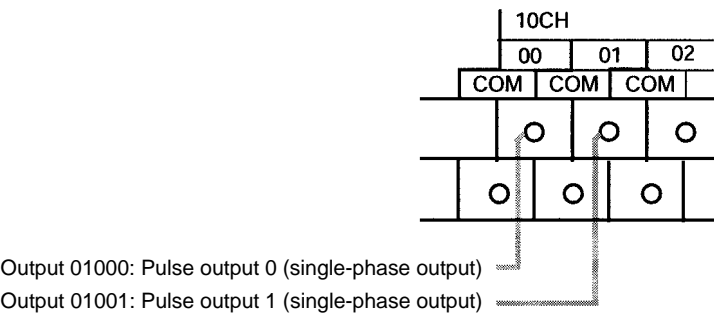 10CH
00 01 02
COM COM COM
Output 01000: Pulse output 0 (single-phase output)
Output 01001: Pulse output 1 (single-phase output)